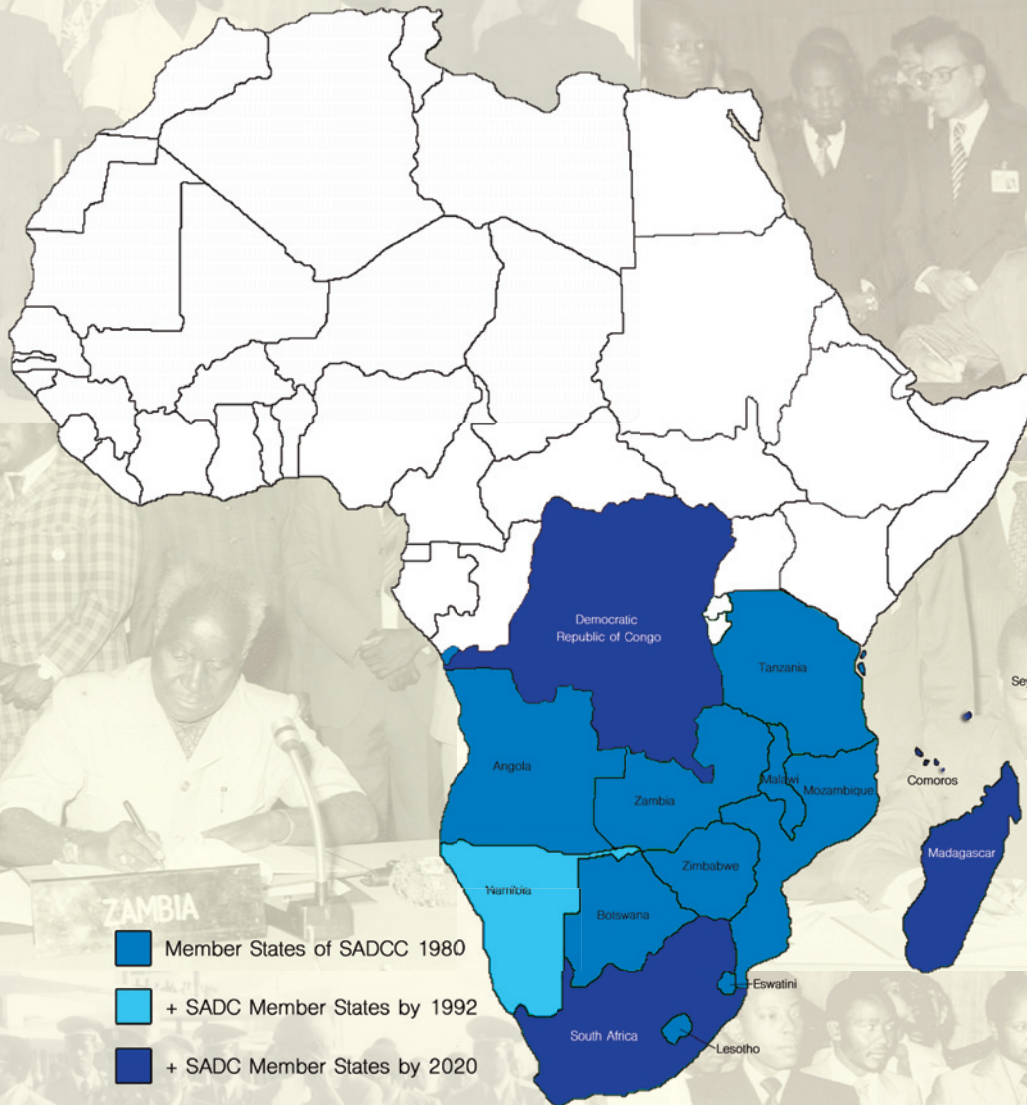 Democratic
Republic of Congo
Tanzania
Sey
Angola
Malawi
Comoros
Mozambique
Zambia
Madagascar
Zimbabwe
Namibia
Botswana
ZAMBIA
Member States of SADCC 1980
Eswatini
+ SADC Member States by 1992
South Africa
Lesotho
+ SADC Member States by 2020